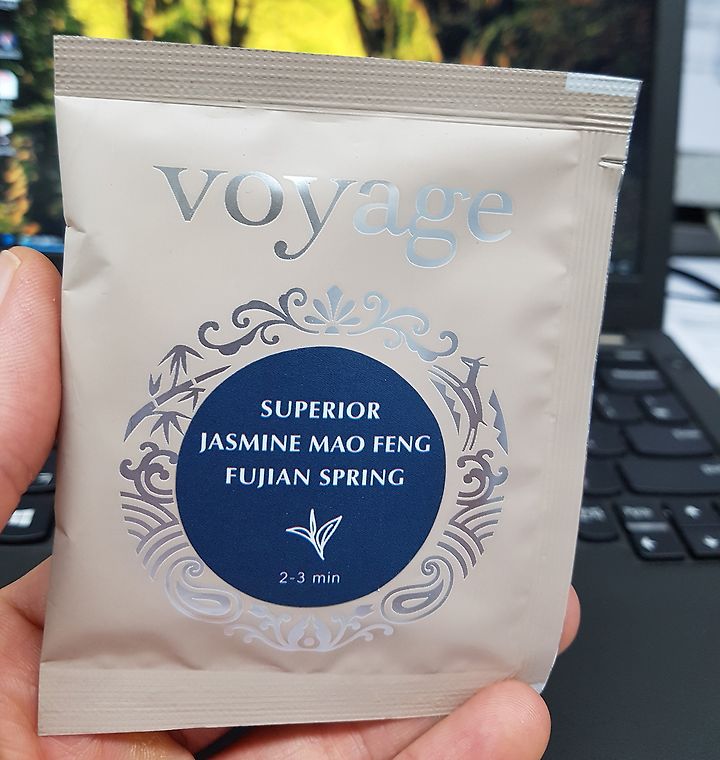 voyage
SUPERIOR
JASMINE MAO FENG
FUJIAN SPRING
2-3 min